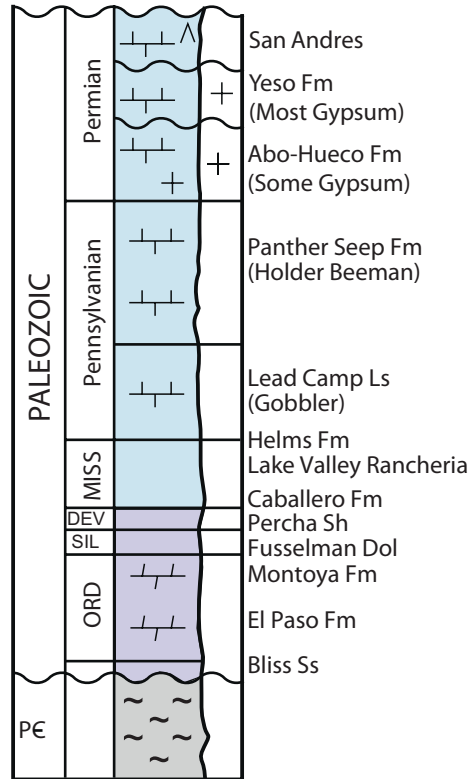 PALEOZOIC
PЄ
Permian
Pennsylvanian
MISS
DEV
SIL
ORD
San Andres
Yeso Fm
(Most Gypsum)
Abo-Hueco Fm
(Some Gypsum)
Panther Seep Fm
(Holder Beeman)
Lead Camp Ls
(Gobbler)
Helms Fm
Lake Valley Rancheria
Caballero Fm
Percha Sh
Fusselman Dol
Montoya Fm
El Paso Fm
Bliss Ss